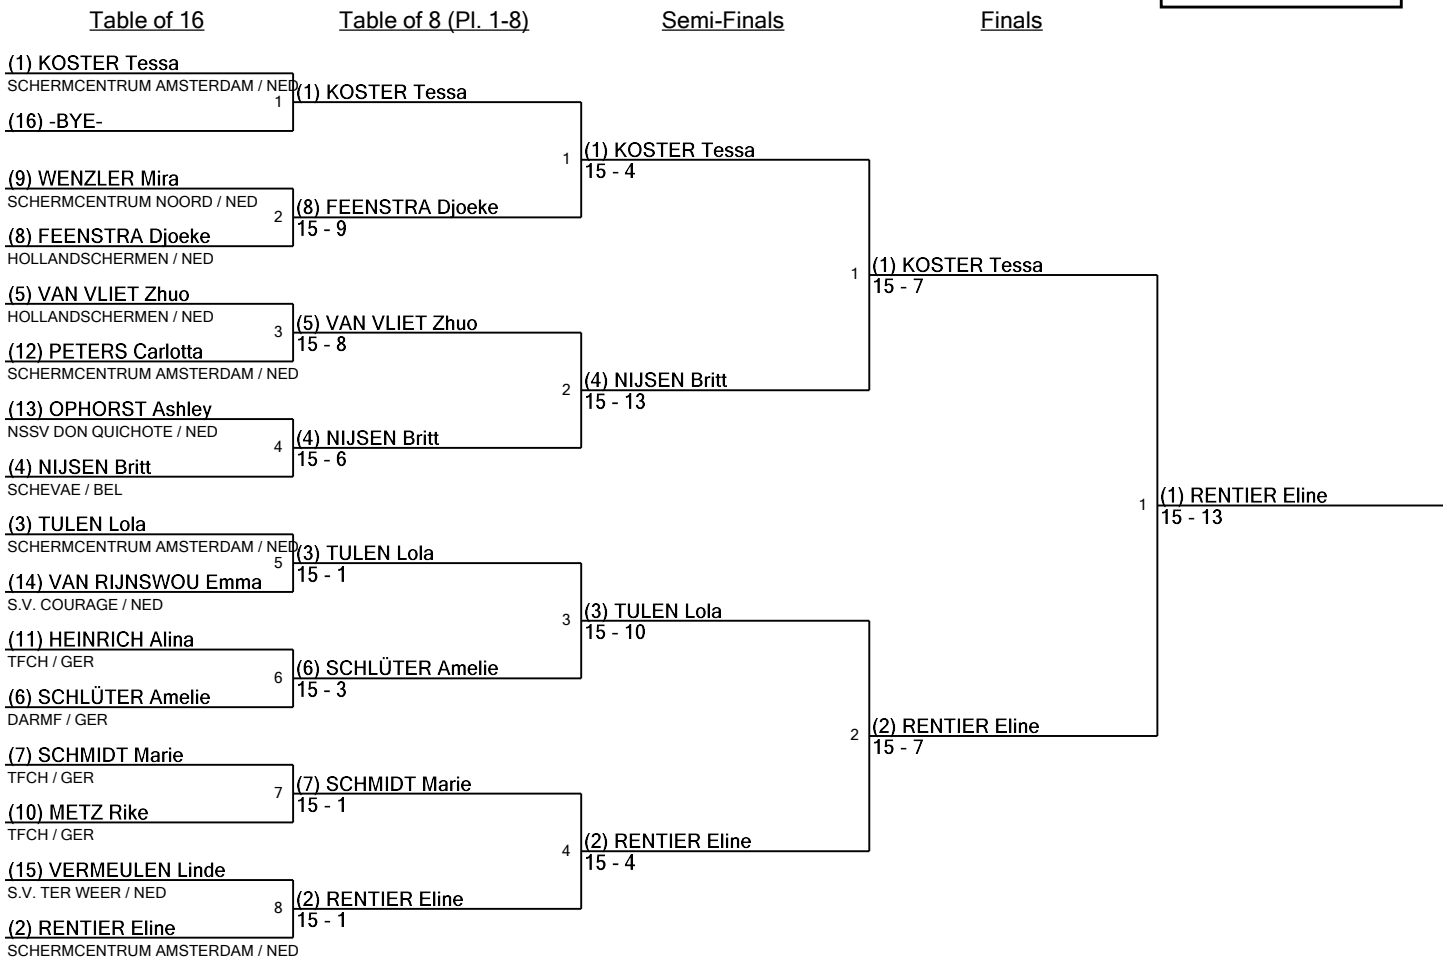 Table of 16
Table of 8 (Pl. 1-8)
Semi-Finals
Finals
(1) KOSTER Tessa
SCHERMCENTRUM AMSTERDAM / NED
1
(16) -BYE-
(9) WENZLER Mira
SCHERMCENTRUM NOORD / NED
2
(8) FEENSTRA Djoeke
HOLLANDSCHERMEN / NED
(5) VAN VLIET Zhuo
HOLLANDSCHERMEN / NED
3
(12) PETERS Carlotta
SCHERMCENTRUM AMSTERDAM / NED
(13) OPHORST Ashley
NSSV DON QUICHOTE / NED
4
(4) NIJSEN Britt
SCHEVAE / BEL
(3) TULEN Lola
SCHERMCENTRUM AMSTERDAM / NED
5
(14) VAN RIJNSWOU Emma
S.V. COURAGE / NED
(11) HEINRICH Alina
TFCH / GER
6
(6) SCHLÜTER Amelie
DARMF / GER
(7) SCHMIDT Marie
TFCH / GER
7
(10) METZ Rike
TFCH / GER
(15) VERMEULEN Linde
S.V. TER WEER / NED
8
(2) RENTIER Eline
SCHERMCENTRUM AMSTERDAM / NED
(1) KOSTER Tessa
1
(8) FEENSTRA Djoeke
15 - 9
(5) VAN VLIET Zhuo
15 - 8
2
(4) NIJSEN Britt
15 - 6
(3) TULEN Lola
15 - 1
3
(6) SCHLÜTER Amelie
15 - 3
(7) SCHMIDT Marie
15 - 1
4
(2) RENTIER Eline
15 - 1
(1) KOSTER Tessa
15 - 4
1
(4) NIJSEN Britt
15 - 13
(3) TULEN Lola
15 - 10
2
(2) RENTIER Eline
15 - 4
(1) KOSTER Tessa
15 - 7
1
(2) RENTIER Eline
15 - 7
(1) RENTIER Eline
15 - 13